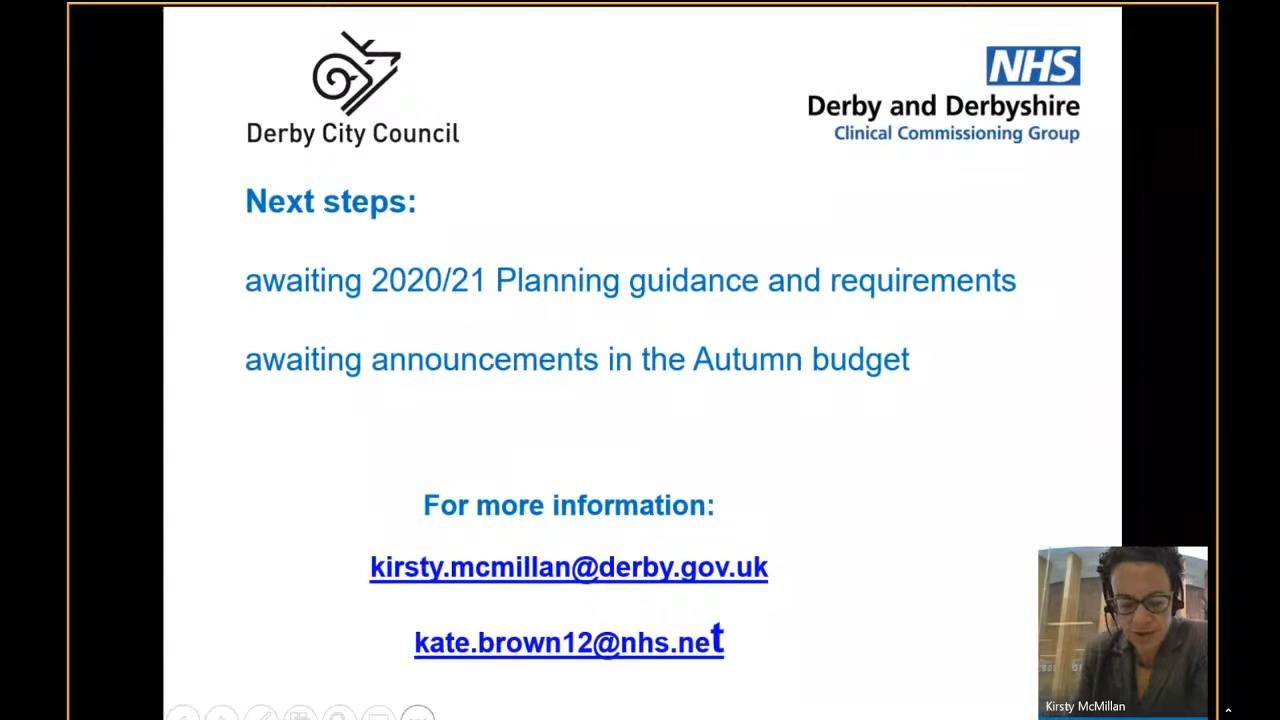 Derby City Council
NHS
Derby and Derbyshire
Clinical Commissioning Group
Next steps:
awaiting 2020/21 Planning guidance and requirements
awaiting announcements in the Autumn budget
For more information:
kirsty.mcmillan@derby.gov.uk
kate.brown12@nhs.net
Kirsty McMillan